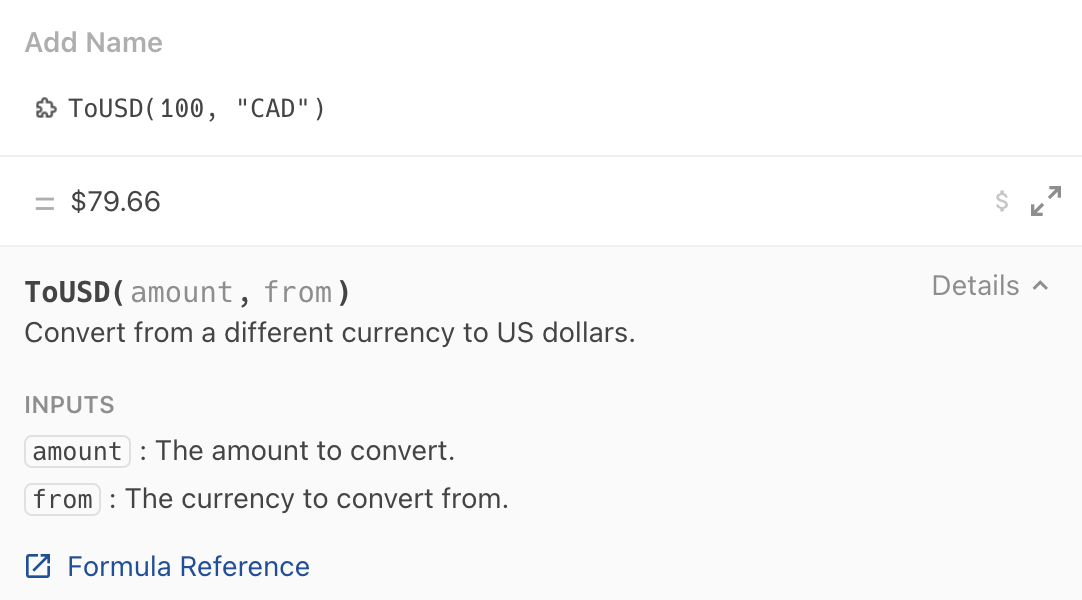 Add Name
ToUSD(100, "CAD")
= $79.66 $
ToUSD(amount, from) Details
Convert from a different currency to US dollars.
INPUTS
amount : The amount to convert.
from : The currency to convert from.
Formula Reference